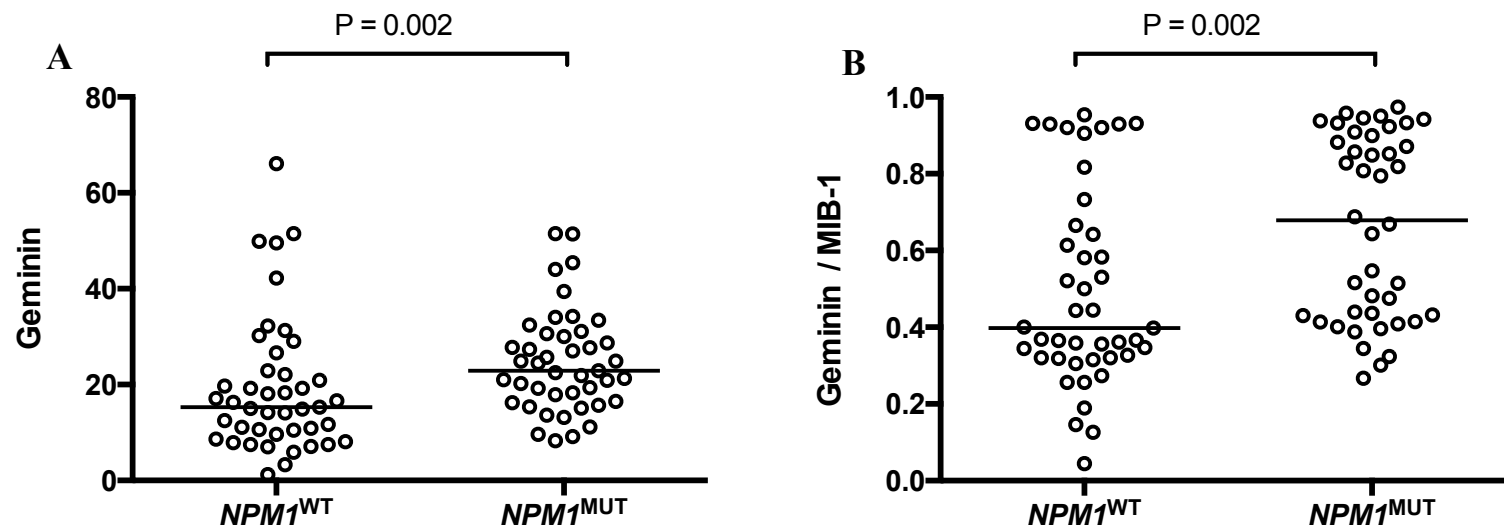 P = 0.002
A
80
60
40
20
0
Geminin
NPM1WT
NPM1MUT
P = 0.002
B
1.0
0.8
0.6
0.4
0.2
0.0
Geminin / MIB-1
NPM1WT
NPM1MUT